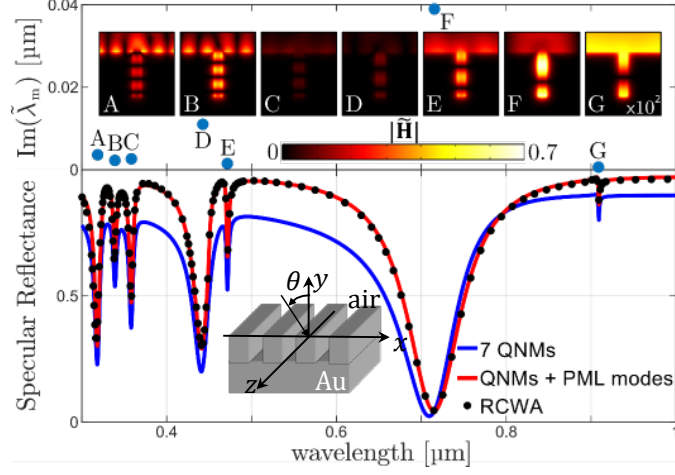 0.04
F
Im(λ̃ₘ) [µm]
0.02
A B C D E F G ×10²
|H̃|
0 0.7
A B C D E G
0
Specular Reflectance
0.5
1
θ y
air
x
z Au
7 QNMs
QNMs + PML modes
RCWA
0.4 0.6 0.8 1
wavelength [µm]